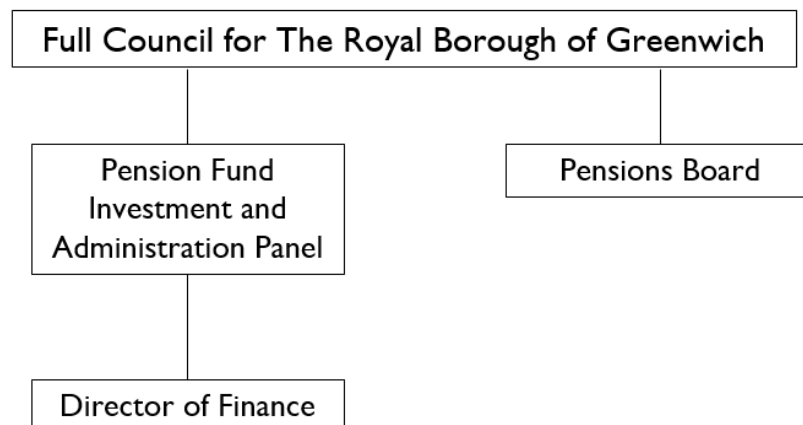 Full Council for The Royal Borough of Greenwich
Pension Fund
Investment and
Administration Panel
Pensions Board
Director of Finance